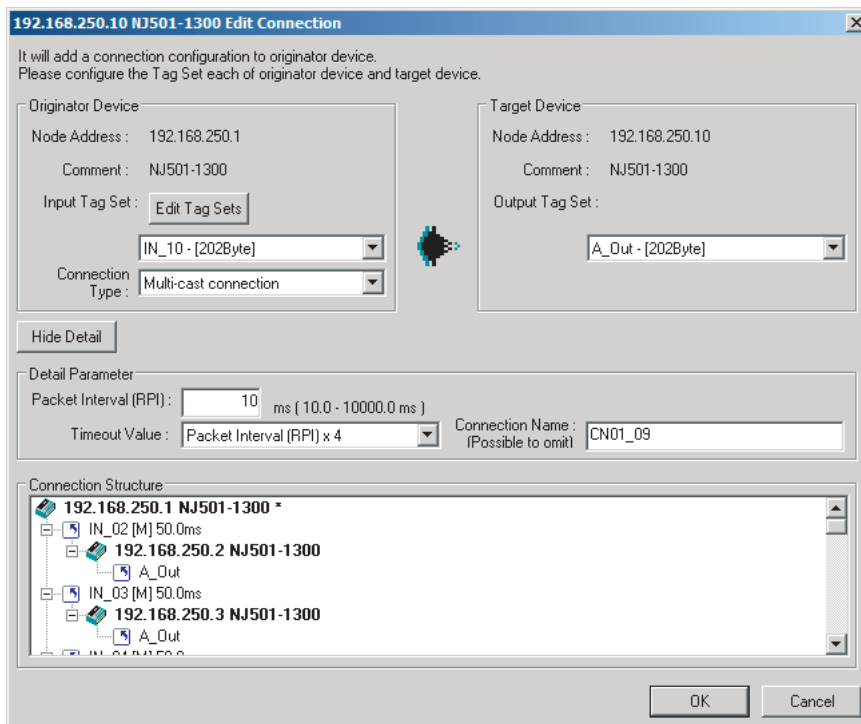 192.168.250.10 NJ501-1300 Edit Connection
It will add a connection configuration to originator device.
Please configure the Tag Set each of originator device and target device.
Originator Device
Node Address : 192.168.250.1
Comment : NJ501-1300
Input Tag Set : Edit Tag Sets
IN_10 - [202Byte]
Connection Type : Multi-cast connection
Target Device
Node Address : 192.168.250.10
Comment : NJ501-1300
Output Tag Set :
A_Out - [202Byte]
Hide Detail
Detail Parameter
Packet Interval (RPI) : 10 ms ( 10.0 - 10000.0 ms )
Timeout Value : Packet Interval (RPI) x 4
Connection Name : (Possible to omit) CN01_09
Connection Structure
192.168.250.1 NJ501-1300 *
IN_02 [M] 50.0ms
192.168.250.2 NJ501-1300
A_Out
IN_03 [M] 50.0ms
192.168.250.3 NJ501-1300
A_Out
OK
Cancel